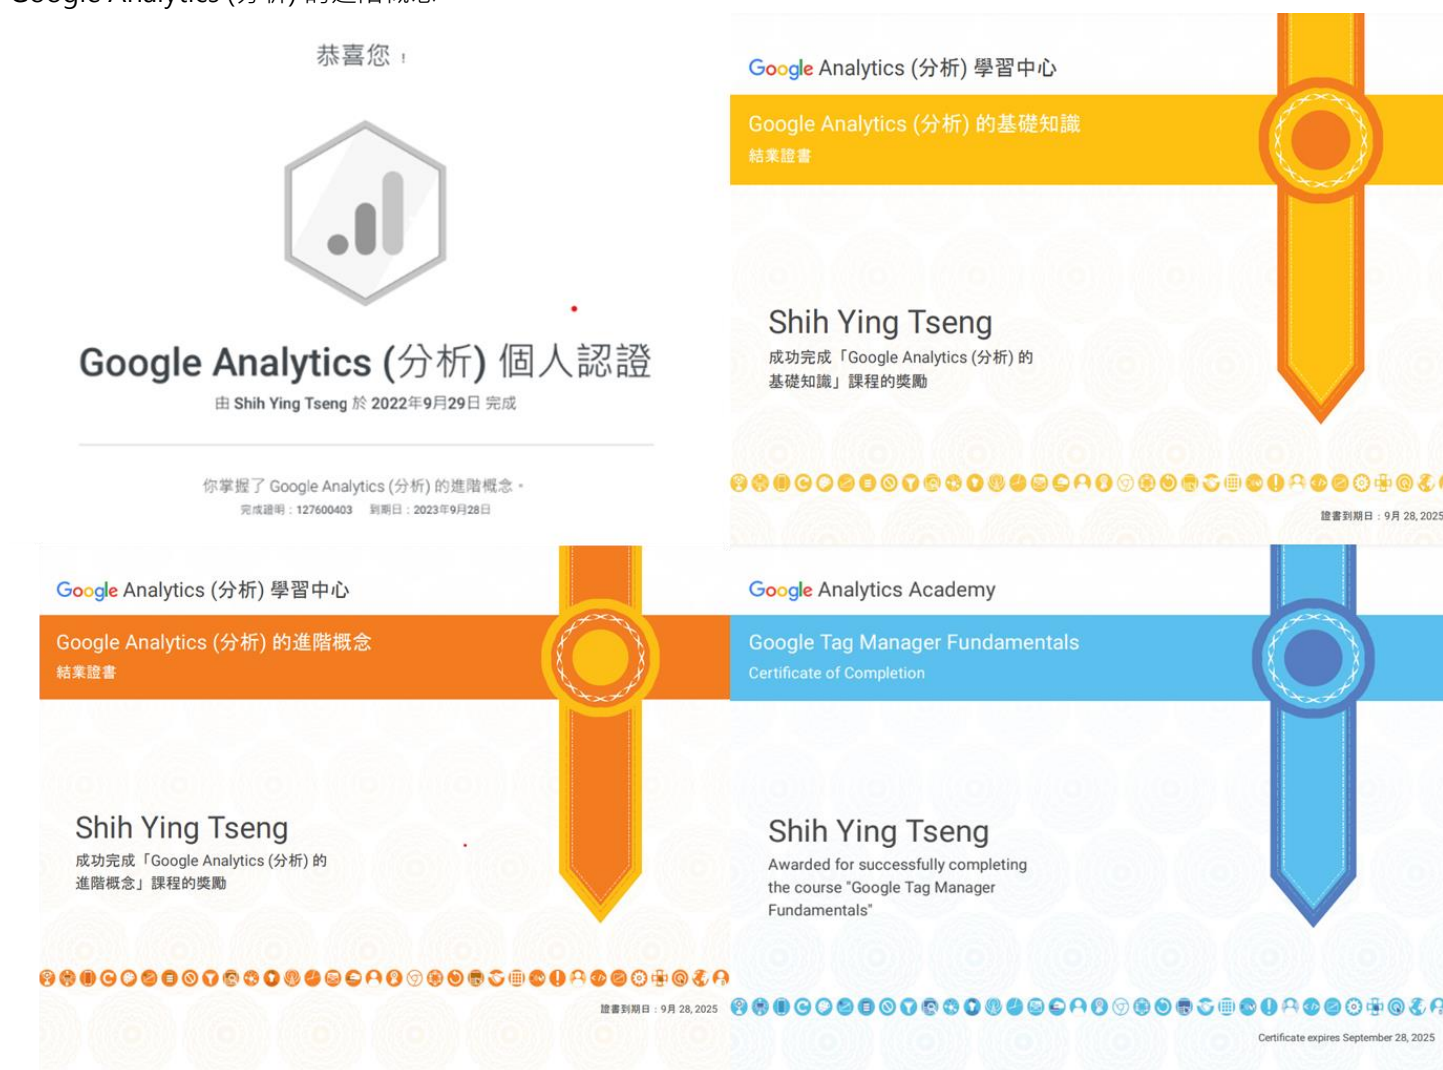 Google Analytics (分析) 的進階概念
恭喜您！
Google Analytics (分析) 個人認證
由 Shih Ying Tseng 於 2022年9月29日 完成
你掌握了 Google Analytics (分析) 的進階概念。
完成證明：127600403 到期日：2023年9月28日
Google Analytics (分析) 學習中心
Google Analytics (分析) 的基礎知識
結業證書
Shih Ying Tseng
成功完成「Google Analytics (分析) 的
基礎知識」課程的獎勵
證書到期日：9月 28, 2025
Google Analytics (分析) 學習中心
Google Analytics (分析) 的進階概念
結業證書
Shih Ying Tseng
成功完成「Google Analytics (分析) 的
進階概念」課程的獎勵
證書到期日：9月 28, 2025
Google Analytics Academy
Google Tag Manager Fundamentals
Certificate of Completion
Shih Ying Tseng
Awarded for successfully completing
the course "Google Tag Manager
Fundamentals"
Certificate expires September 28, 2025